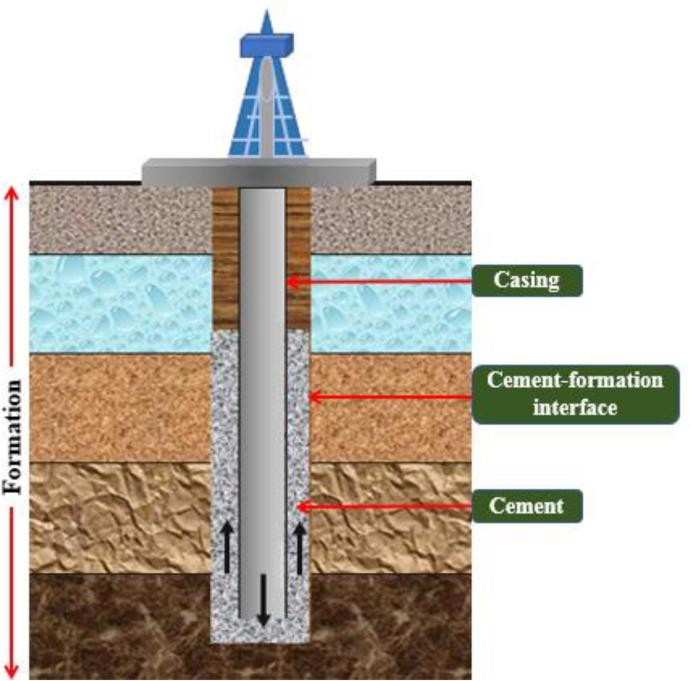 Formation
Casing
Cement-formation
interface
Cement